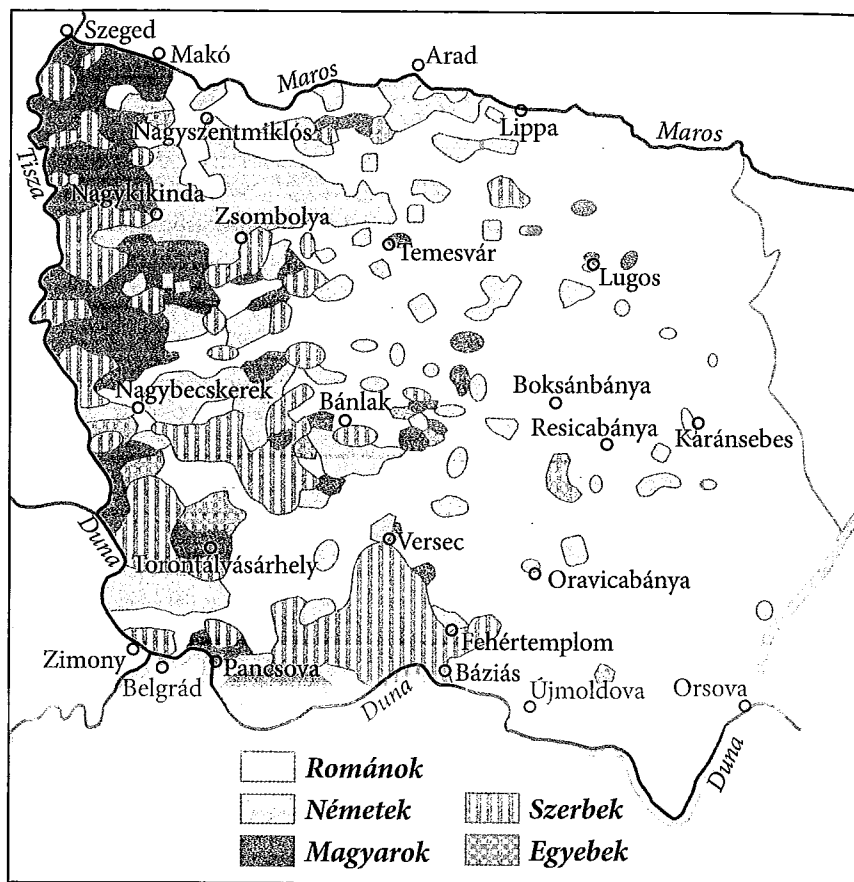 Szeged
Makó
Arad
Maros
Nagyszentmiklós
Lippa
Maros
Tisza
Nagykikinda
Zsombolya
Temesvár
Lugos
Nagybecskerek
Bánlak
Boksánbánya
Resicabánya
Karánsebes
Duna
Versec
Torontályásárhely
Oravicabánya
Fehértemplom
Zimony
Pancsova
Báziás
Belgrád
Duna
Újmoldova
Orsova
Duna
Románok
Németek
Szerbek
Magyarok
Egyebek